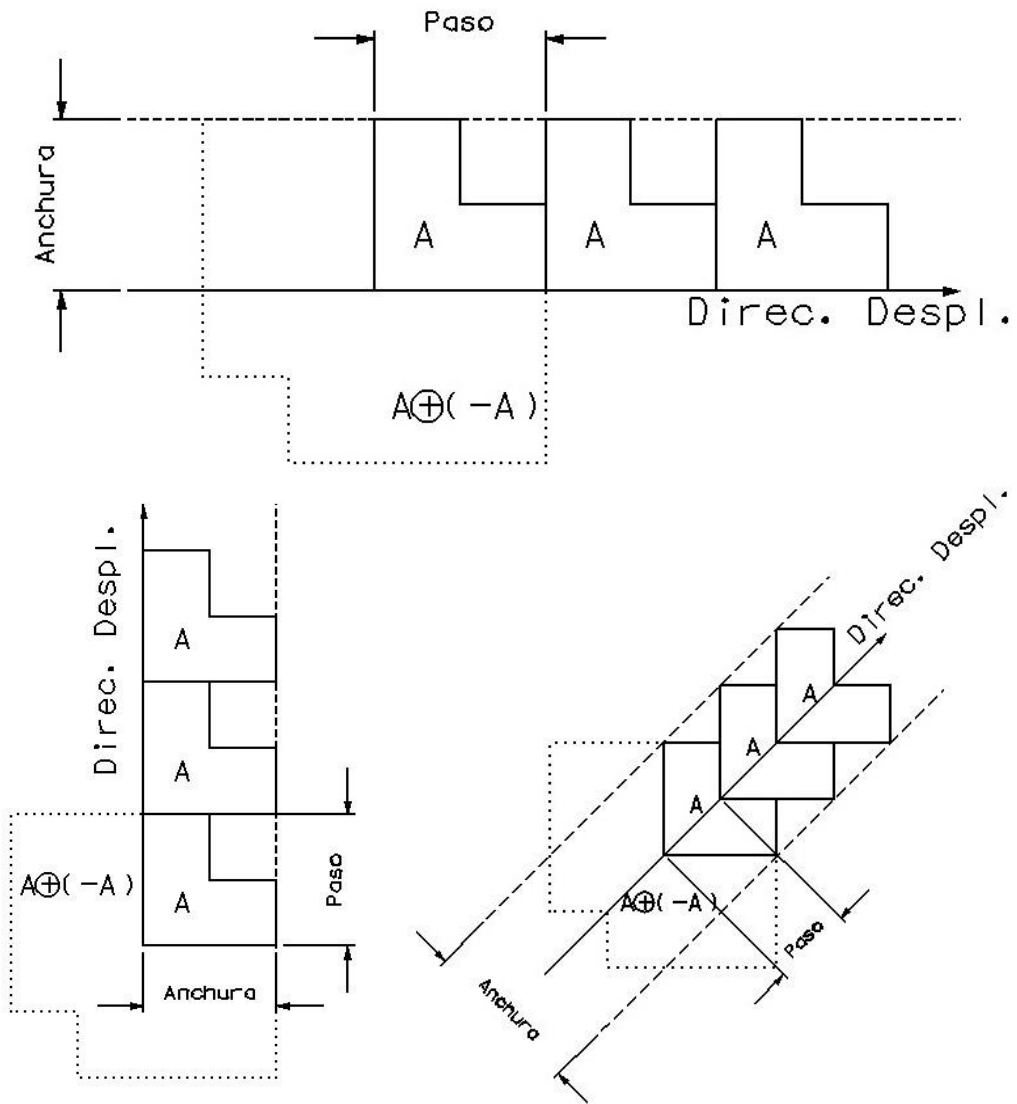 Paso
Anchura
A
A
A
Direc. Despl.
A⊕(-A)
Direc. Despl.
A
A
A⊕(-A)
A
Paso
Anchura
Direc. Despl.
A
A
A
A⊕(-A)
Paso
Anchura